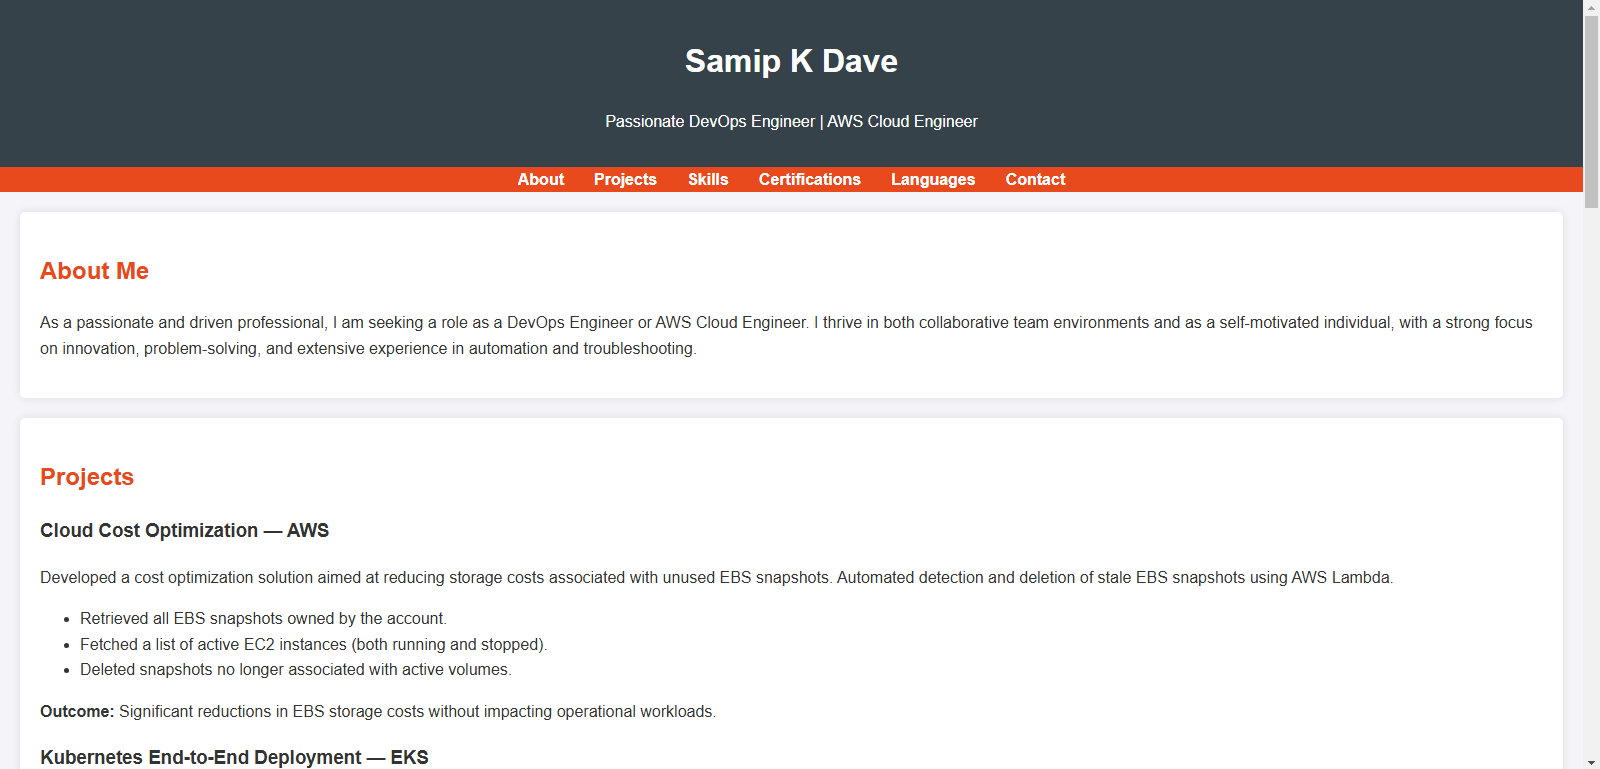 Samip K Dave
Passionate DevOps Engineer | AWS Cloud Engineer
About Projects Skills Certifications Languages Contact
About Me
As a passionate and driven professional, I am seeking a role as a DevOps Engineer or AWS Cloud Engineer. I thrive in both collaborative team environments and as a self-motivated individual, with a strong focus
on innovation, problem-solving, and extensive experience in automation and troubleshooting.
Projects
Cloud Cost Optimization — AWS
Developed a cost optimization solution aimed at reducing storage costs associated with unused EBS snapshots. Automated detection and deletion of stale EBS snapshots using AWS Lambda.
• Retrieved all EBS snapshots owned by the account.
• Fetched a list of active EC2 instances (both running and stopped).
• Deleted snapshots no longer associated with active volumes.
Outcome: Significant reductions in EBS storage costs without impacting operational workloads.
Kubernetes End-to-End Deployment — EKS